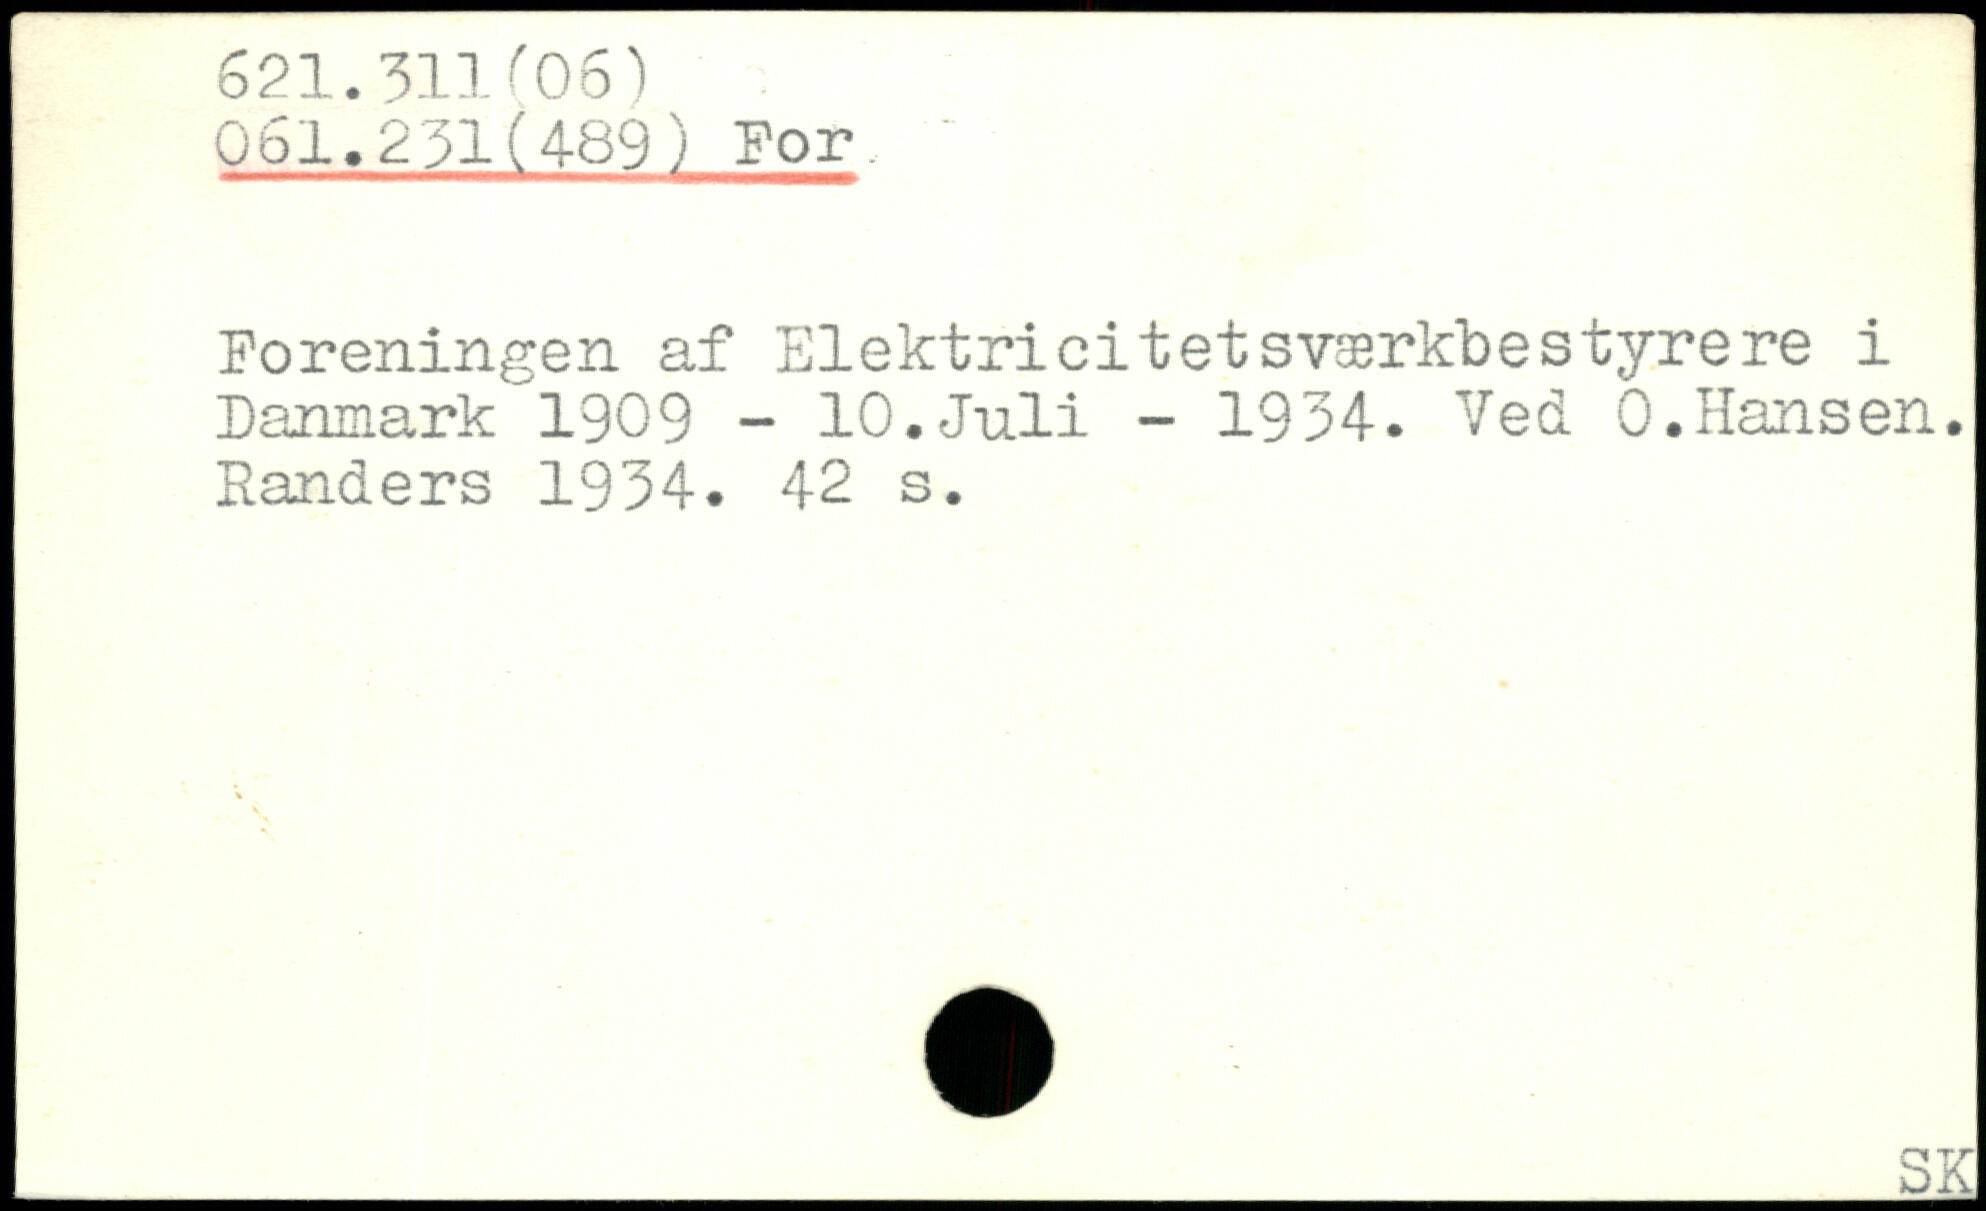 621.311(06)
061.231(489) For
Foreningen af Elektricitetsværkbestyrere i
Danmark 1909 - 10.Juli - 1934. Ved O.Hansen.
Randers 1934. 42 s.
SK